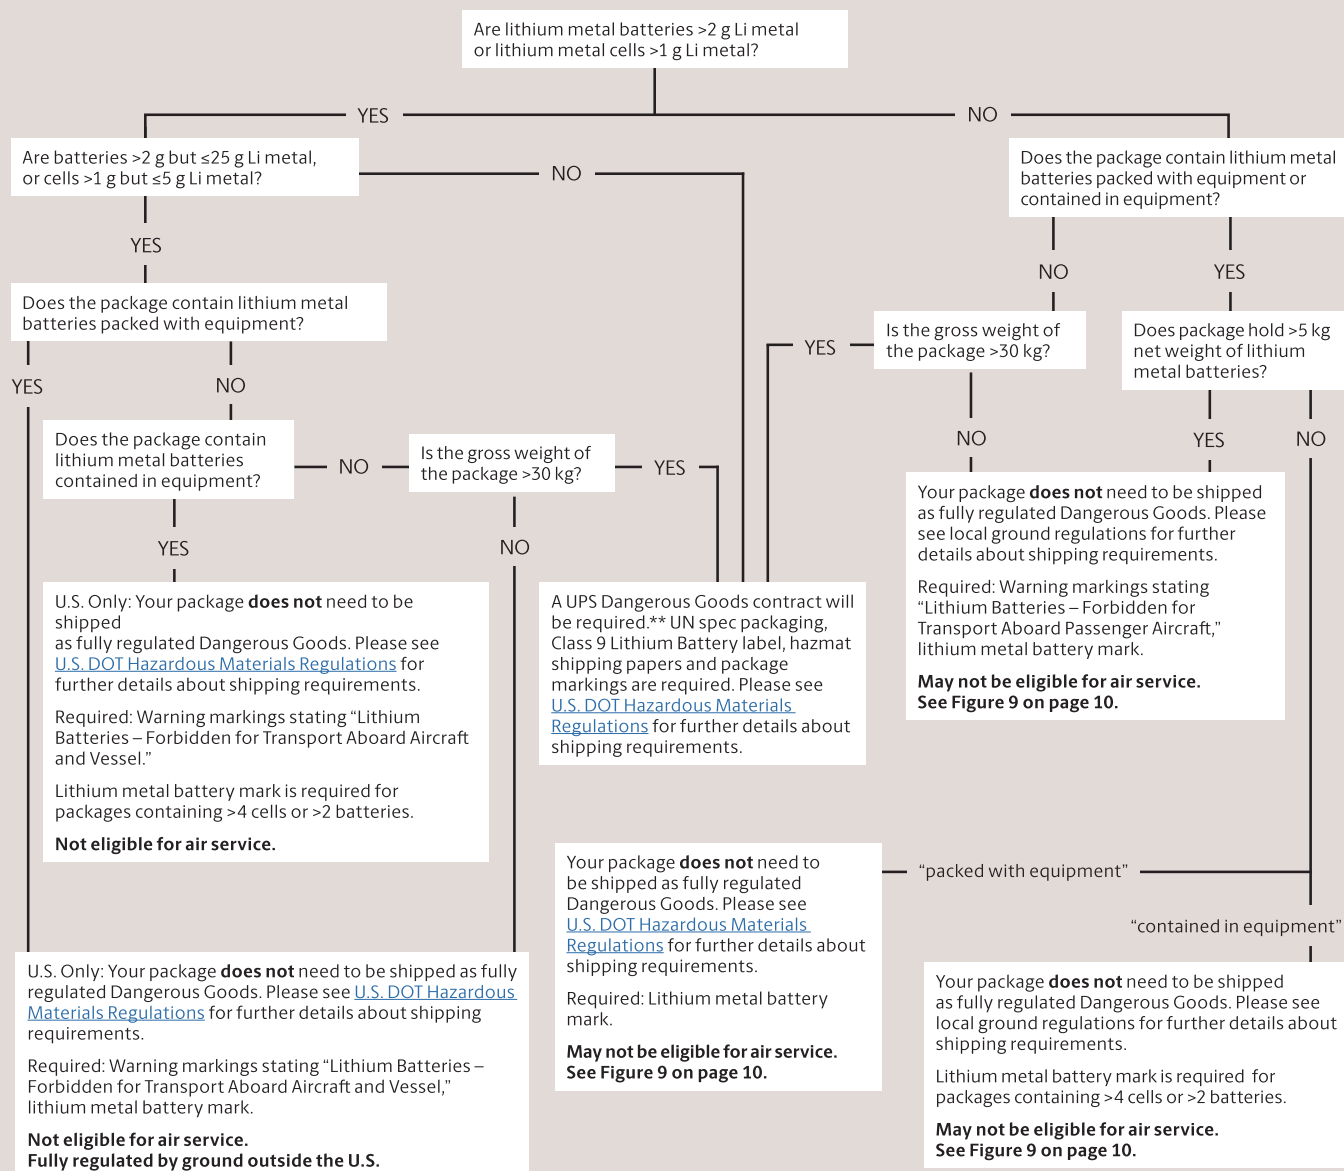 Are lithium metal batteries >2 g Li metal
or lithium metal cells >1 g Li metal?
YES
NO
Are batteries >2 g but ≤25 g Li metal,
or cells >1 g but ≤5 g Li metal?
NO
Does the package contain lithium metal
batteries packed with equipment or
contained in equipment?
YES
NO
YES
Does the package contain lithium metal
batteries packed with equipment?
Is the gross weight of
the package >30 kg?
YES
Does package hold >5 kg
net weight of lithium
metal batteries?
YES
NO
NO
YES
NO
Does the package contain
lithium metal batteries
contained in equipment?
NO
Is the gross weight of
the package >30 kg?
YES
YES
NO
Your package does not need to be shipped
as fully regulated Dangerous Goods. Please
see local ground regulations for further
details about shipping requirements.
Required: Warning markings stating
“Lithium Batteries – Forbidden for
Transport Aboard Passenger Aircraft,”
lithium metal battery mark.
May not be eligible for air service.
See Figure 9 on page 10.
U.S. Only: Your package does not need to be
shipped
as fully regulated Dangerous Goods. Please see
U.S. DOT Hazardous Materials Regulations for
further details about shipping requirements.
Required: Warning markings stating “Lithium
Batteries – Forbidden for Transport Aboard Aircraft
and Vessel.”
Lithium metal battery mark is required for
packages containing >4 cells or >2 batteries.
Not eligible for air service.
A UPS Dangerous Goods contract will
be required.** UN spec packaging,
Class 9 Lithium Battery label, hazmat
shipping papers and package
markings are required. Please see
U.S. DOT Hazardous Materials
Regulations for further details about
shipping requirements.
Your package does not need to
be shipped as fully regulated
Dangerous Goods. Please see
U.S. DOT Hazardous Materials
Regulations for further details about
shipping requirements.
Required: Lithium metal battery
mark.
May not be eligible for air service.
See Figure 9 on page 10.
“packed with equipment”
“contained in equipment”
U.S. Only: Your package does not need to be shipped as fully
regulated Dangerous Goods. Please see U.S. DOT Hazardous
Materials Regulations for further details about shipping
requirements.
Required: Warning markings stating “Lithium Batteries –
Forbidden for Transport Aboard Aircraft and Vessel,”
lithium metal battery mark.
Not eligible for air service.
Fully regulated by ground outside the U.S.
Your package does not need to be shipped
as fully regulated Dangerous Goods. Please see
local ground regulations for further details about
shipping requirements.
Lithium metal battery mark is required for
packages containing >4 cells or >2 batteries.
May not be eligible for air service.
See Figure 9 on page 10.